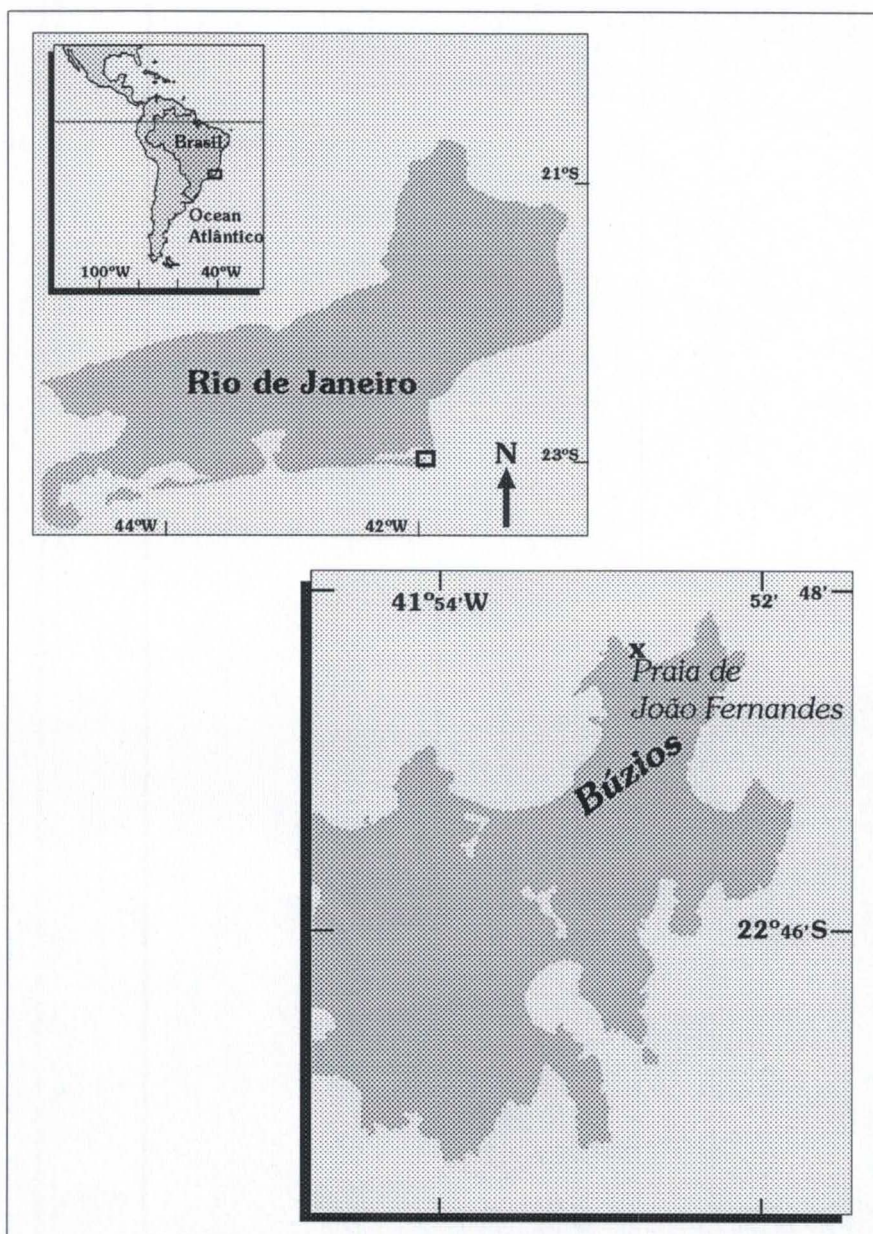 Brasil
Ocean
Atlântico
100°W
40°W
21°S
Rio de Janeiro
N
23°S
44°W
42°W
41°54'W
52'
48'
x
Praia de
João Fernandes
Búzios
22°46'S